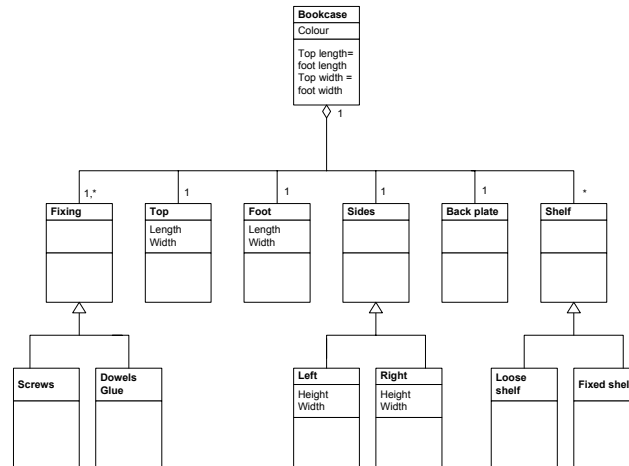 Bookcase
Colour
Top length=
foot length
Top width =
foot width
1
1,*
1
1
1
1
*
Fixing
Top
Foot
Sides
Back plate
Shelf
Length
Width
Length
Width
Screws
Dowels
Glue
Left
Right
Loose
shelf
Fixed shelf
Height
Width
Height
Width